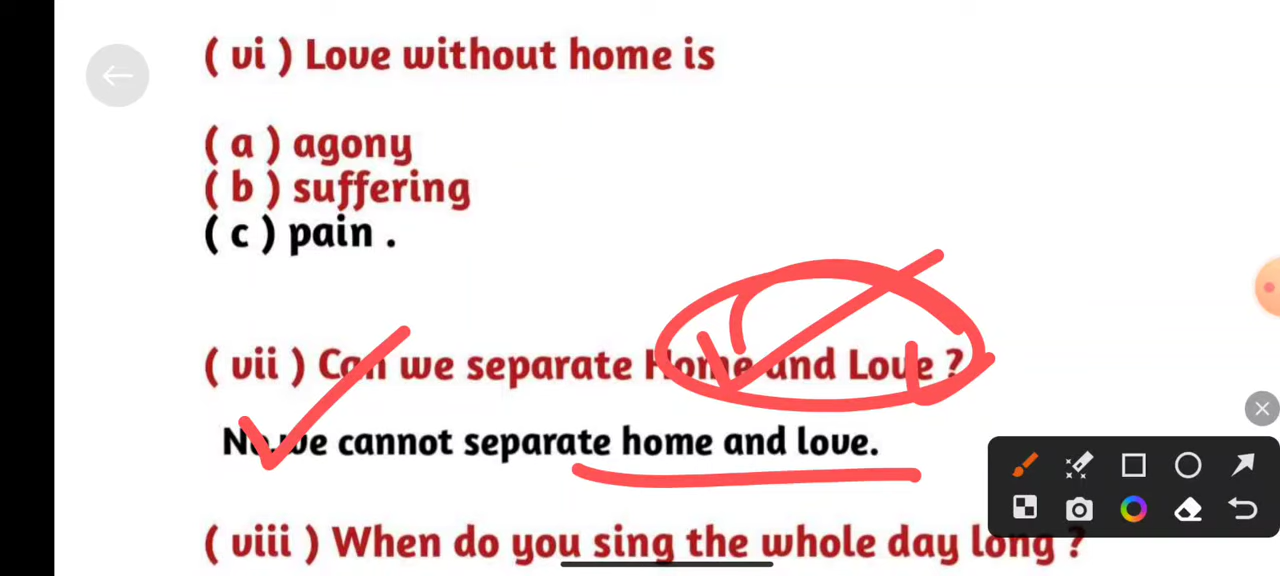 ( vi ) Love without home is
( a ) agony
( b ) suffering
( c ) pain .
( vii ) Can we separate Home and Love ?
No we cannot separate home and love.
( viii ) When do you sing the whole day long ?